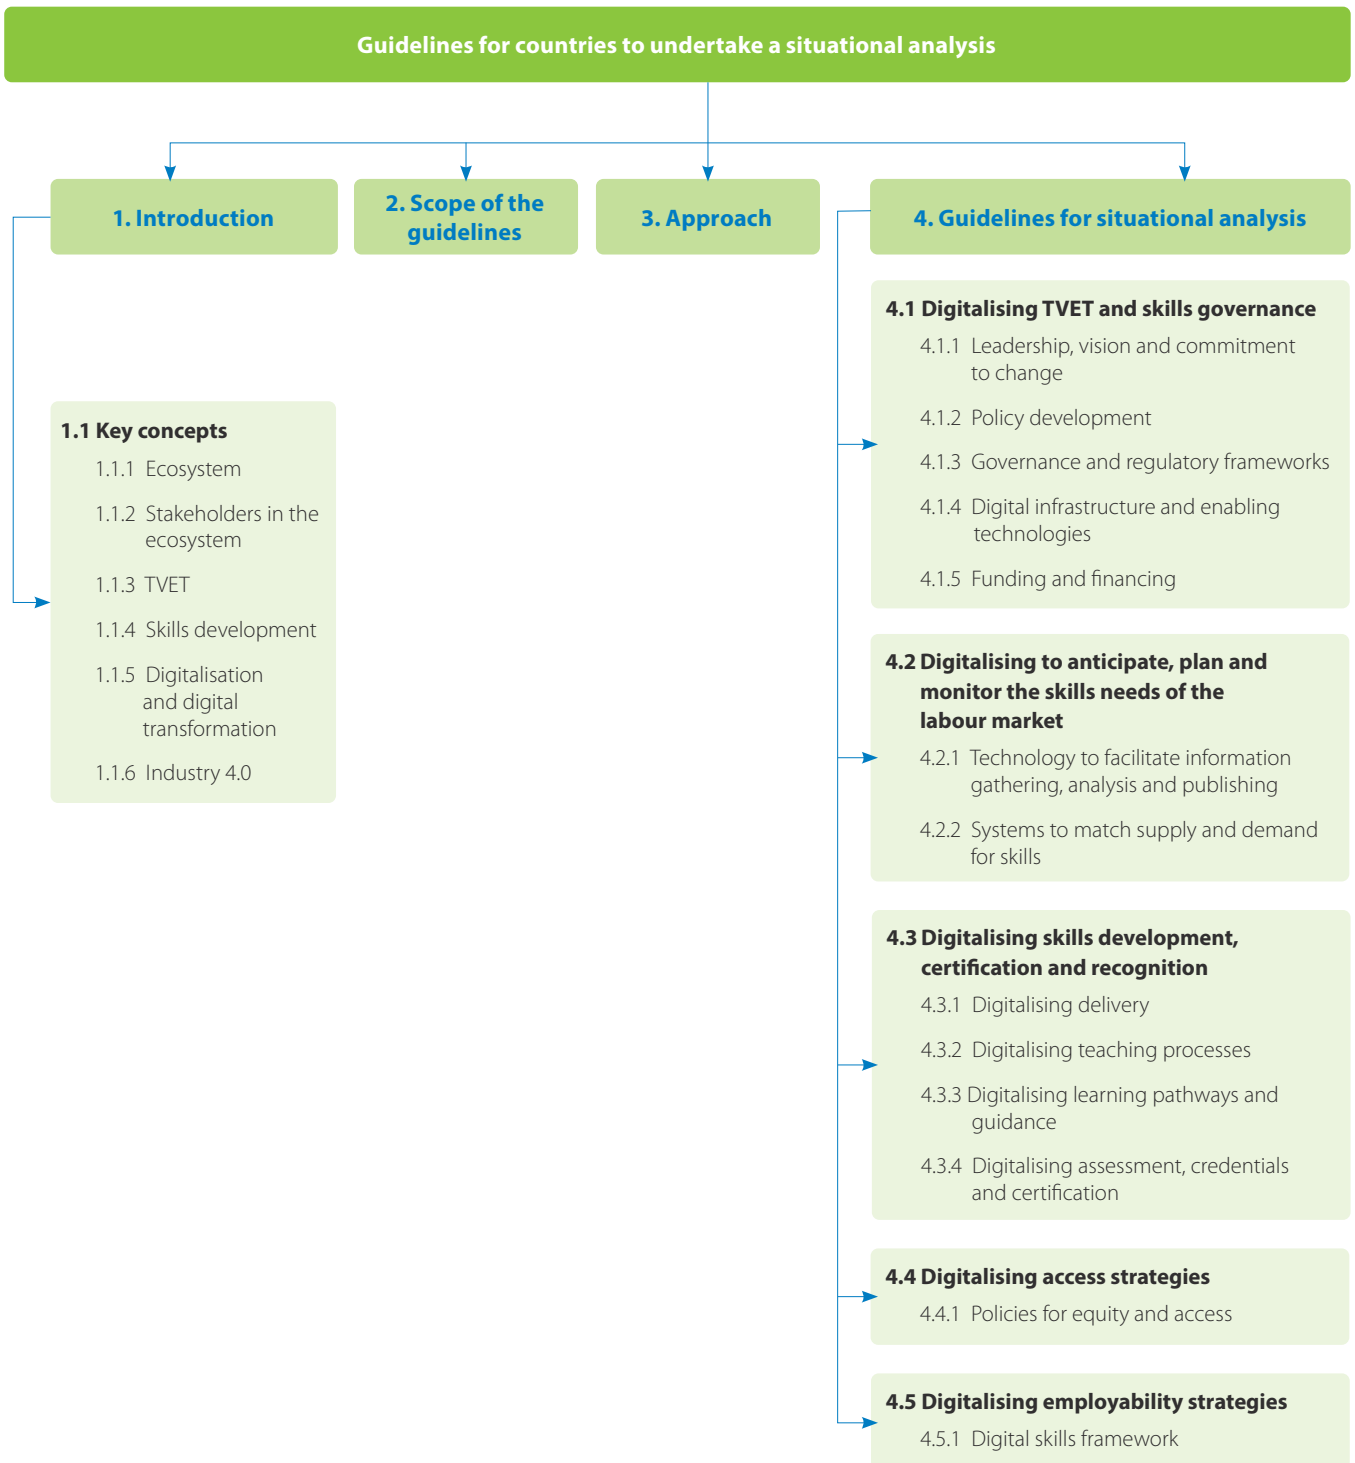 Guidelines for countries to undertake a situational analysis
1. Introduction
2. Scope of the
guidelines
3. Approach
4. Guidelines for situational analysis
1.1 Key concepts
1.1.1 Ecosystem
1.1.2 Stakeholders in the
ecosystem
1.1.3 TVET
1.1.4 Skills development
1.1.5 Digitalisation
and digital
transformation
1.1.6 Industry 4.0
4.1 Digitalising TVET and skills governance
4.1.1 Leadership, vision and commitment
to change
4.1.2 Policy development
4.1.3 Governance and regulatory frameworks
4.1.4 Digital infrastructure and enabling
technologies
4.1.5 Funding and financing
4.2 Digitalising to anticipate, plan and
monitor the skills needs of the
labour market
4.2.1 Technology to facilitate information
gathering, analysis and publishing
4.2.2 Systems to match supply and demand
for skills
4.3 Digitalising skills development,
certification and recognition
4.3.1 Digitalising delivery
4.3.2 Digitalising teaching processes
4.3.3 Digitalising learning pathways and
guidance
4.3.4 Digitalising assessment, credentials
and certification
4.4 Digitalising access strategies
4.4.1 Policies for equity and access
4.5 Digitalising employability strategies
4.5.1 Digital skills framework